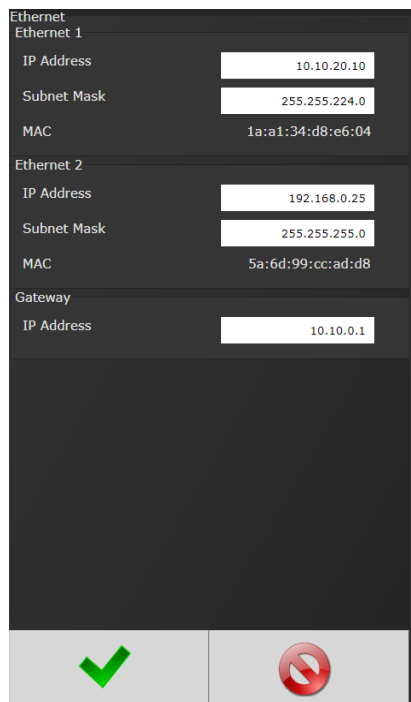 Ethernet
Ethernet 1
IP Address 10.10.20.10
Subnet Mask 255.255.224.0
MAC 1a:a1:34:d8:e6:04
Ethernet 2
IP Address 192.168.0.25
Subnet Mask 255.255.255.0
MAC 5a:6d:99:cc:ad:d8
Gateway
IP Address 10.10.0.1